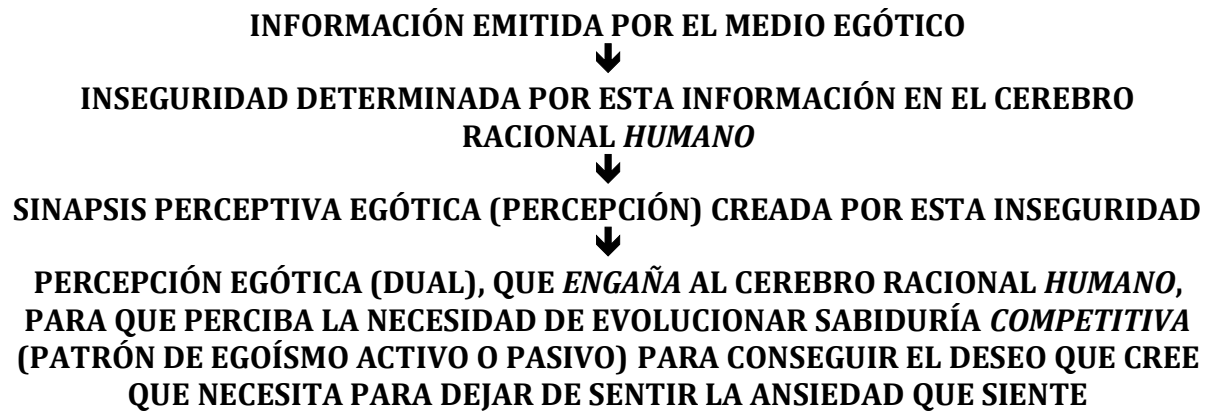 INFORMACIÓN EMITIDA POR EL MEDIO EGÓTICO
🡻
INSEGURIDAD DETERMINADA POR ESTA INFORMACIÓN EN EL CEREBRO
RACIONAL HUMANO
🡻
SINAPSIS PERCEPTIVA EGÓTICA (PERCEPCIÓN) CREADA POR ESTA INSEGURIDAD
🡻
PERCEPCIÓN EGÓTICA (DUAL), QUE ENGAÑA AL CEREBRO RACIONAL HUMANO,
PARA QUE PERCIBA LA NECESIDAD DE EVOLUCIONAR SABIDURÍA COMPETITIVA
(PATRÓN DE EGOÍSMO ACTIVO O PASIVO) PARA CONSEGUIR EL DESEO QUE CREE
QUE NECESITA PARA DEJAR DE SENTIR LA ANSIEDAD QUE SIENTE